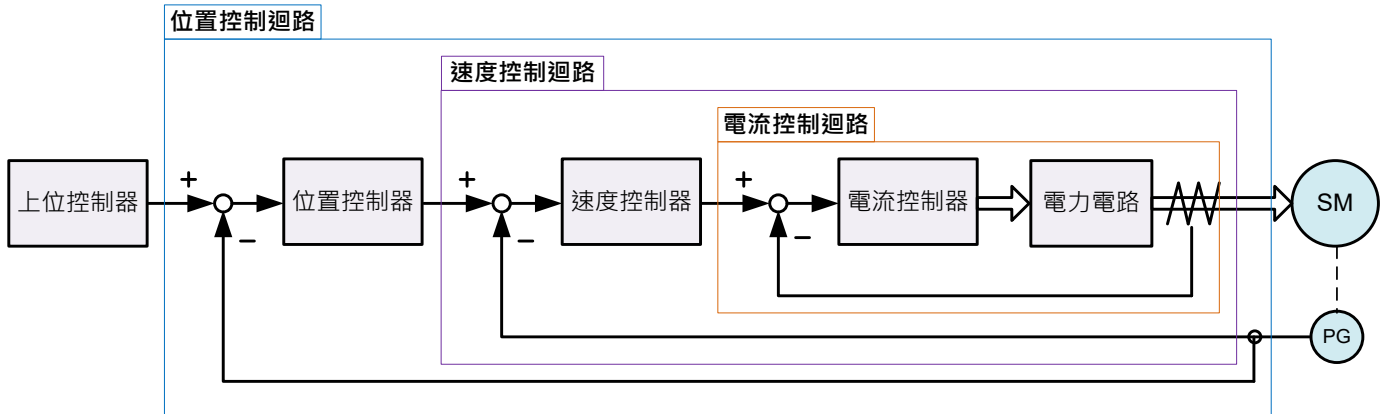 位置控制迴路
速度控制迴路
電流控制迴路
上位控制器
+
−
位置控制器
+
−
速度控制器
+
−
電流控制器
電力電路
SM
PG